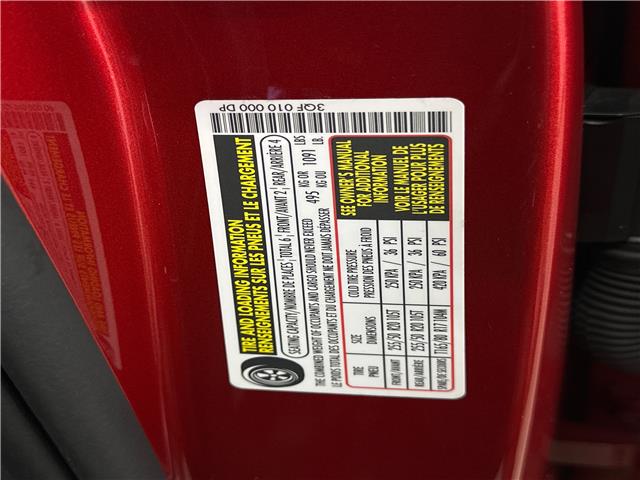 3QF 010 000 DP
TIRE AND LOADING INFORMATION
RENSEIGNEMENTS SUR LES PNEUS ET LE CHARGEMENT
SEATING CAPACITY/NOMBRE DE PLACES/TOTAL 6/FRONT/AVANT 2/REAR/ARRIÈRE 4
THE COMBINED WEIGHT OF OCCUPANTS AND CARGO SHOULD NEVER EXCEED 495 KG OR 1091 LBS
LE POIDS TOTAL DES OCCUPANTS ET DU CHARGEMENT NE DOIT JAMAIS DÉPASSER KG OU LB.
TIRE SIZE COLD TIRE PRESSURE
PNEU DIMENSIONS PRESSION DES PNEUS À FROID
FRONT/AVANT 255/50 R20 105T 250 KPA / 36 PSI
REAR/ARRIÈRE 255/50 R20 105T 250 KPA / 36 PSI
SPARE/DE SECOURS T165/80 R17 104M 420 KPA / 60 PSI
SEE OWNER'S MANUAL
FOR ADDITIONAL
INFORMATION
VOIR LE MANUEL DE
L'USAGER POUR PLUS
DE RENSEIGNEMENTS